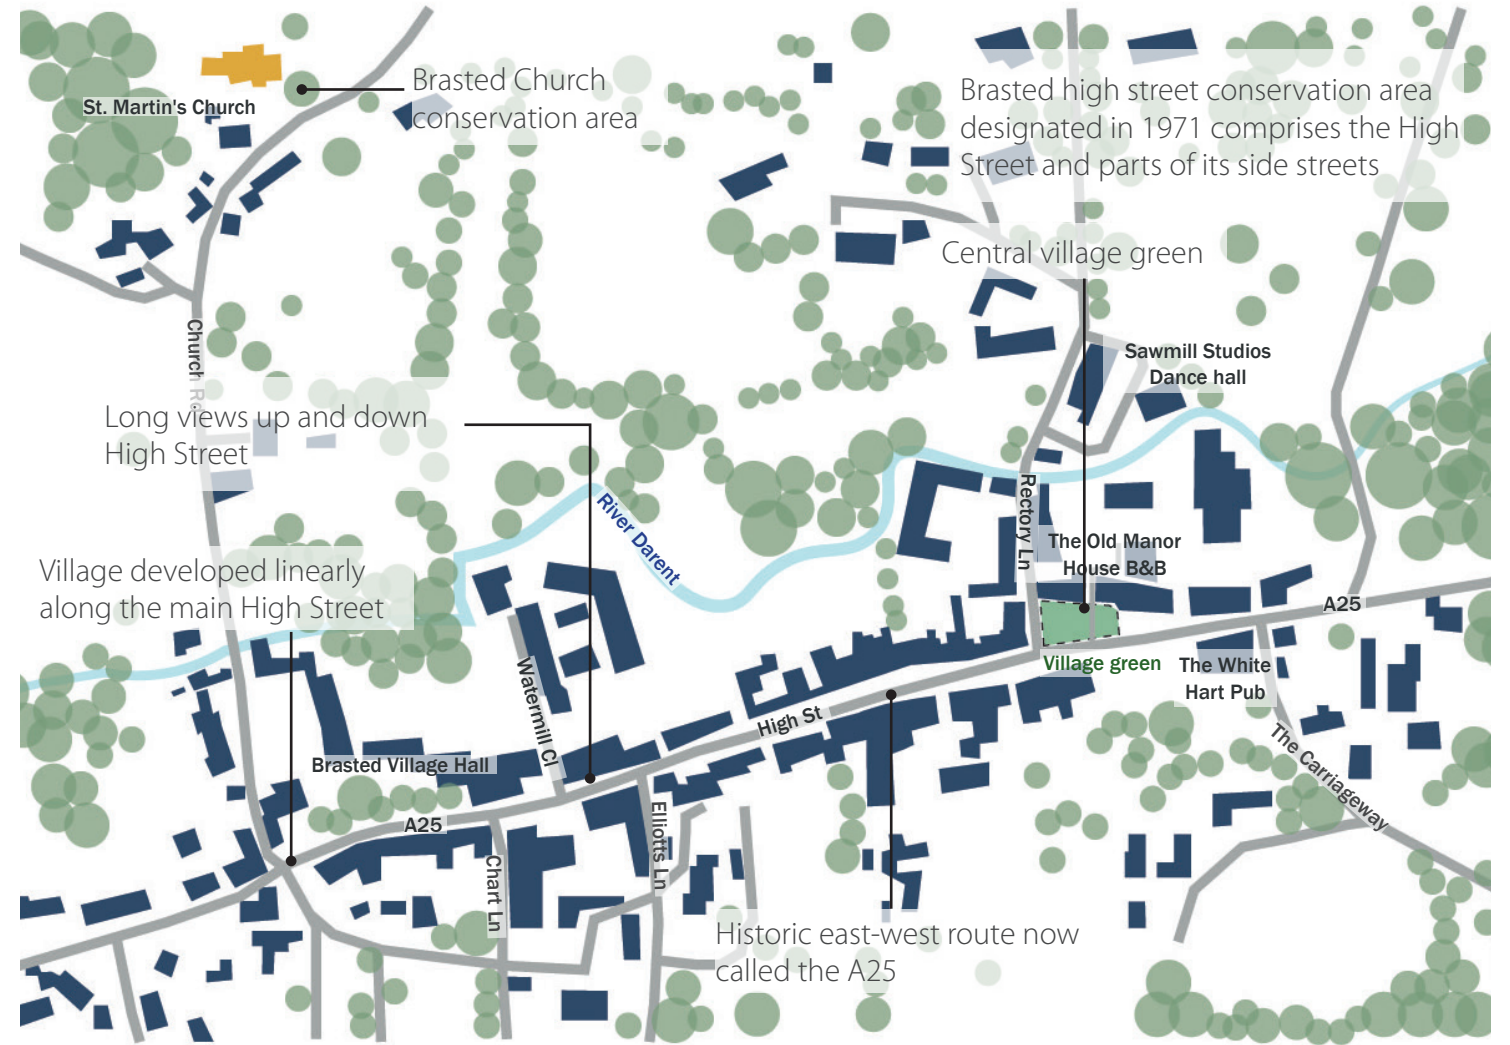 Brasted Church
conservation area
St. Martin's Church
Brasted high street conservation area
designated in 1971 comprises the High
Street and parts of its side streets
Central village green
Church Rd
Sawmill Studios
Dance hall
Long views up and down
High Street
River Darent
Rectory Ln
The Old Manor
House B&B
Village developed linearly
along the main High Street
A25
Village green
The White
Hart Pub
Watermill Cl
High St
The Carriageway
Brasted Village Hall
A25
Elliotts Ln
Chart Ln
Historic east-west route now
called the A25